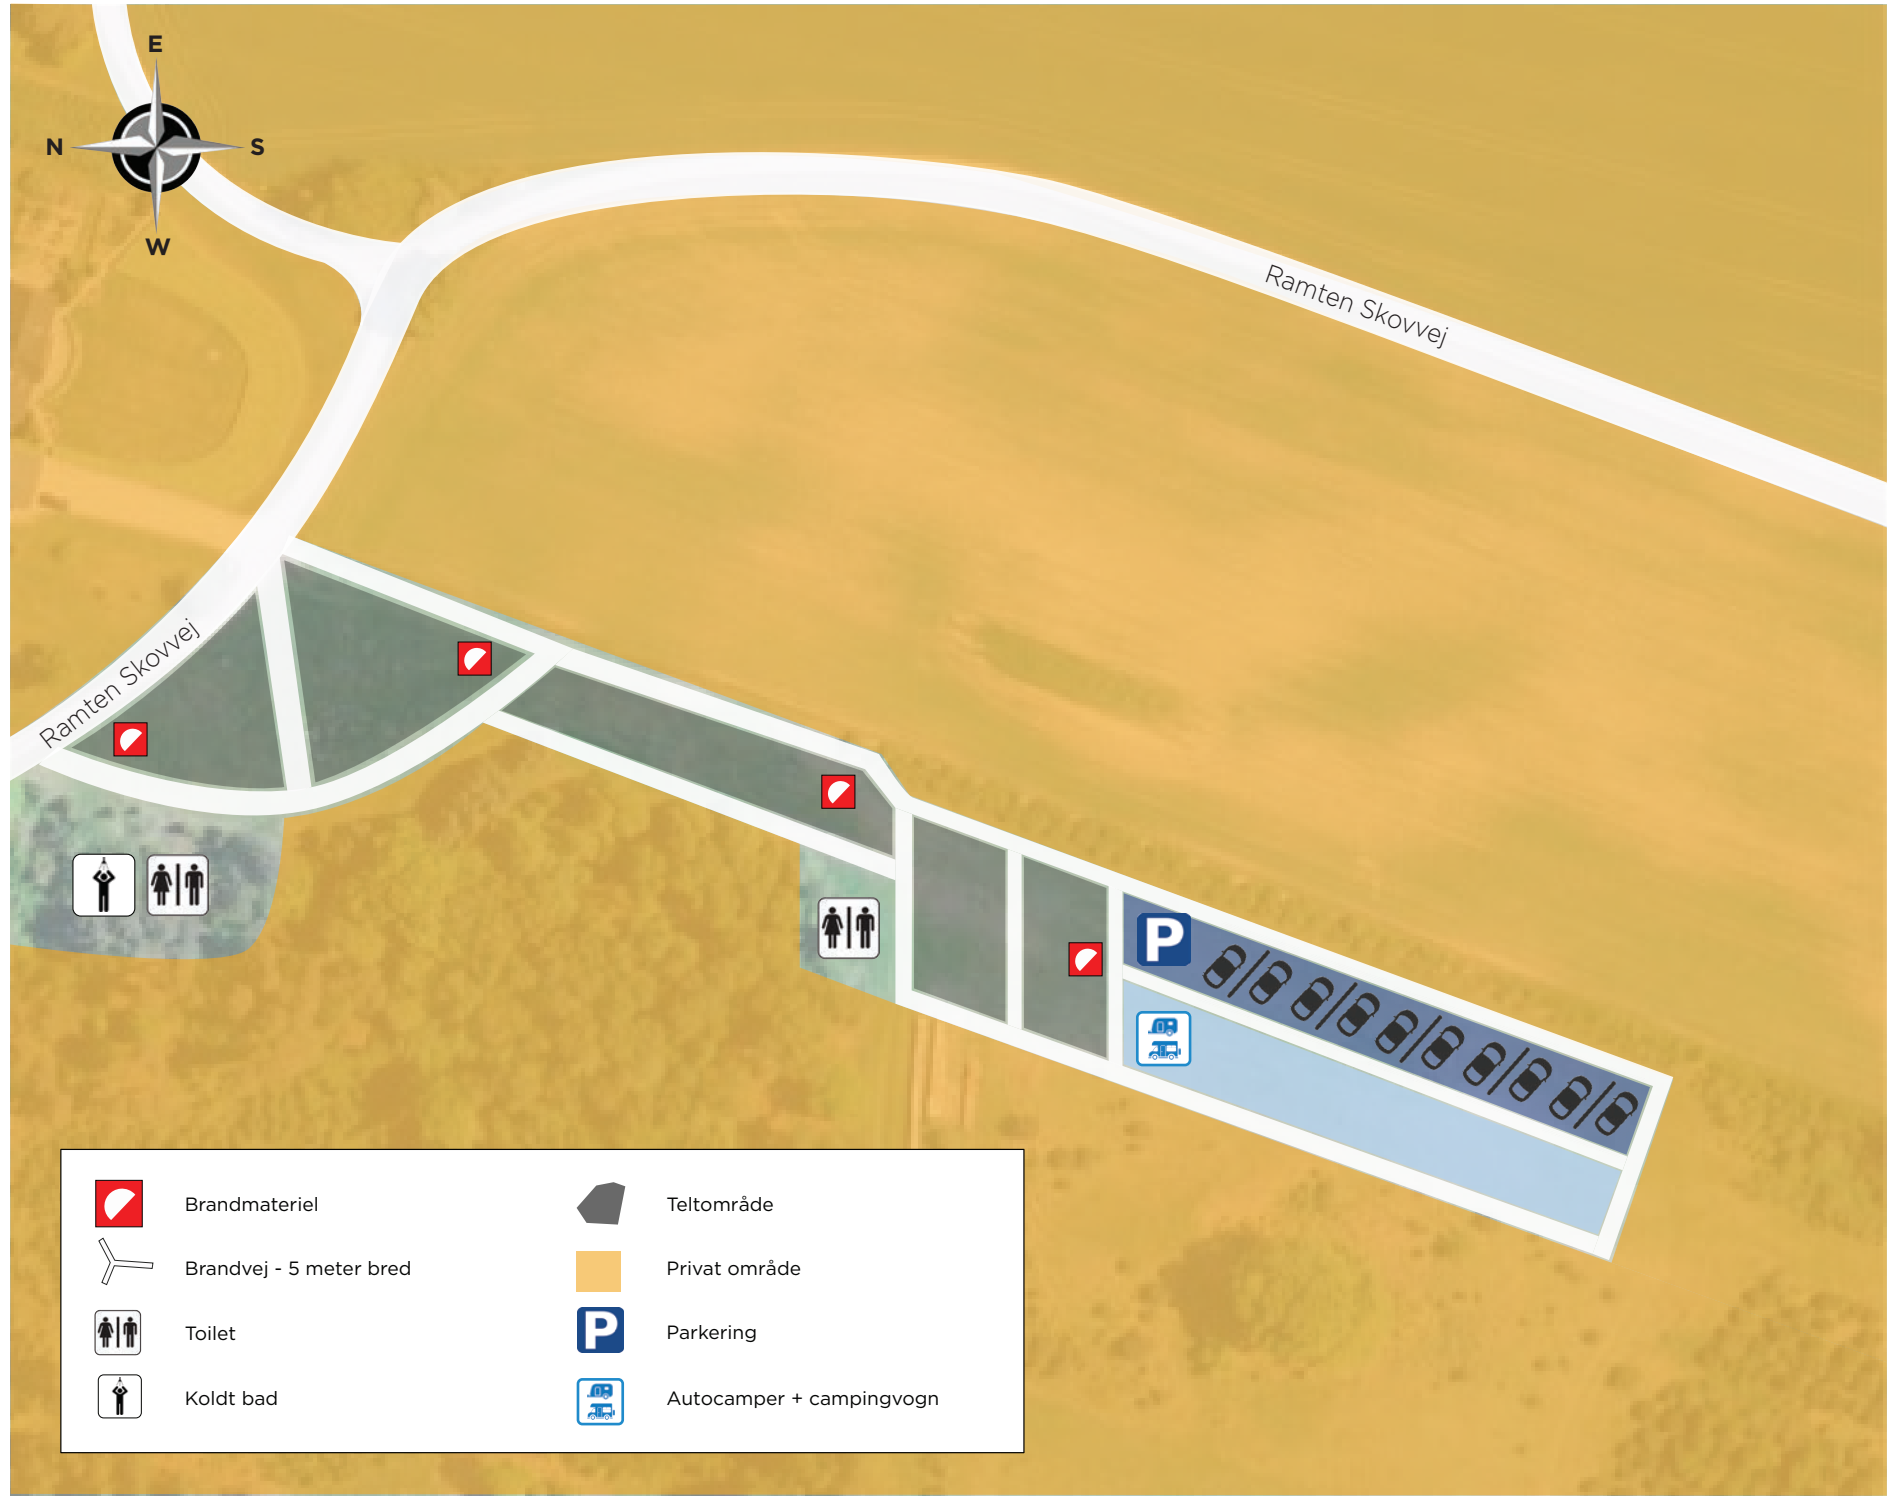 E
N
S
W
Ramten Skovvej
Ramten Skovvej
P
Brandmateriel
Teltområde
Brandvej - 5 meter bred
Privat område
Toilet
P
Parkering
Koldt bad
Autocamper + campingvogn